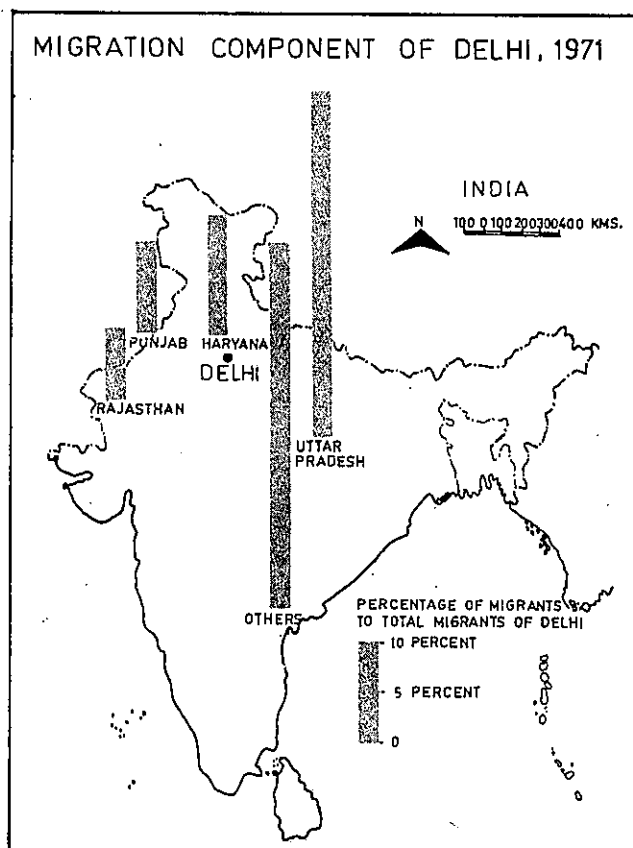 MIGRATION COMPONENT OF DELHI, 1971
INDIA
N
100 0 100 200 300 400 KMS.
PUNJAB
HARYANA
DELHI
RAJASTHAN
UTTAR
PRADESH
OTHERS
PERCENTAGE OF MIGRANTS
TO TOTAL MIGRANTS OF DELHI
10 PERCENT
5 PERCENT
0